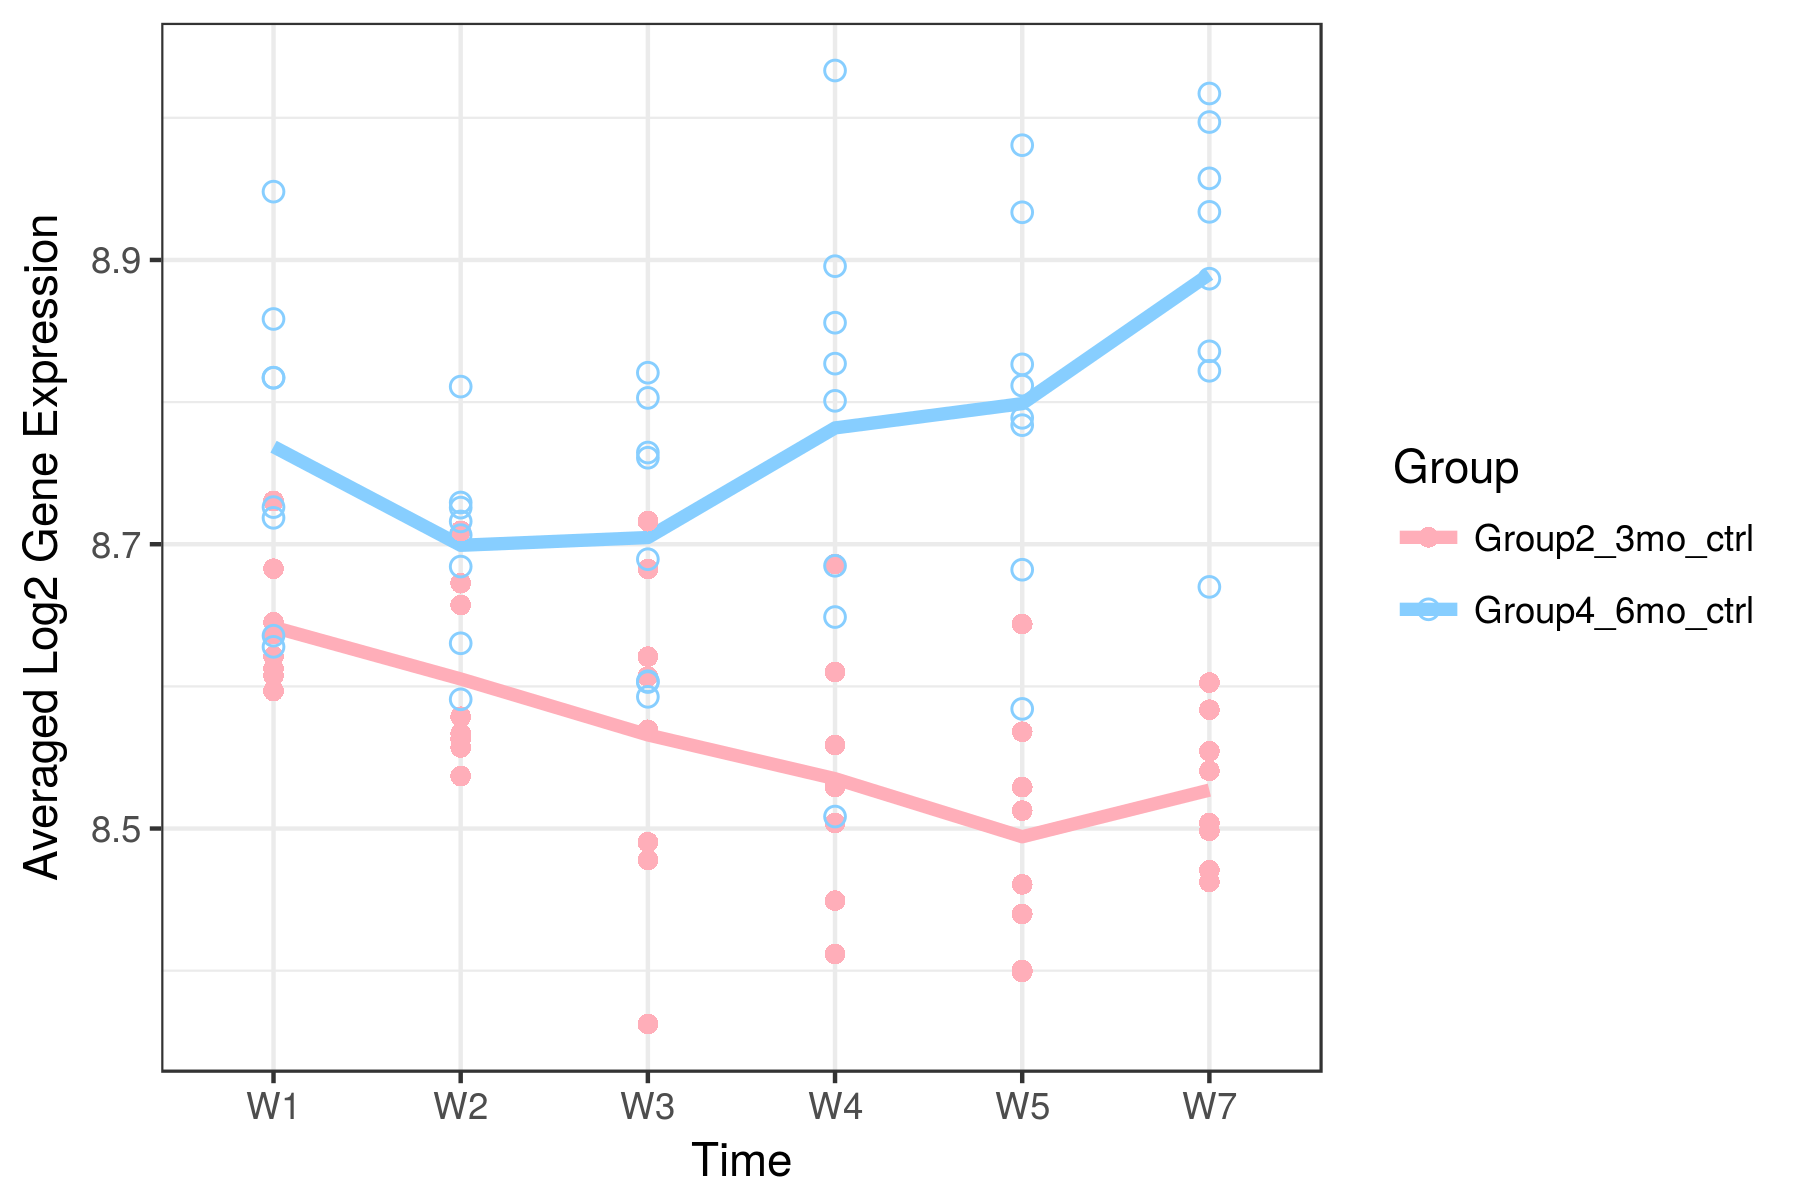 Averaged Log2 Gene Expression
8.9
8.7
8.5
W1 W2 W3 W4 W5 W7
Time
Group
Group2_3mo_ctrl
Group4_6mo_ctrl